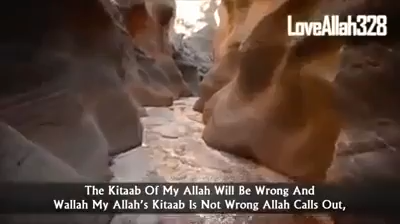 LoveAllah328
The Kitaab Of My Allah Will Be Wrong And
Wallah My Allah's Kitaab Is Not Wrong Allah Calls Out,